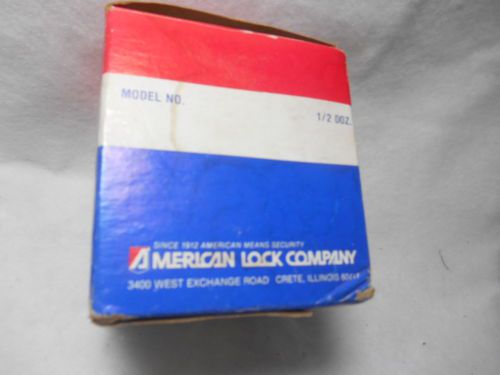 MODEL NO.
1/2 DOZ.
SINCE 1912 AMERICAN MEANS SECURITY
AMERICAN LOCK COMPANY
3400 WEST EXCHANGE ROAD CRETE, ILLINOIS